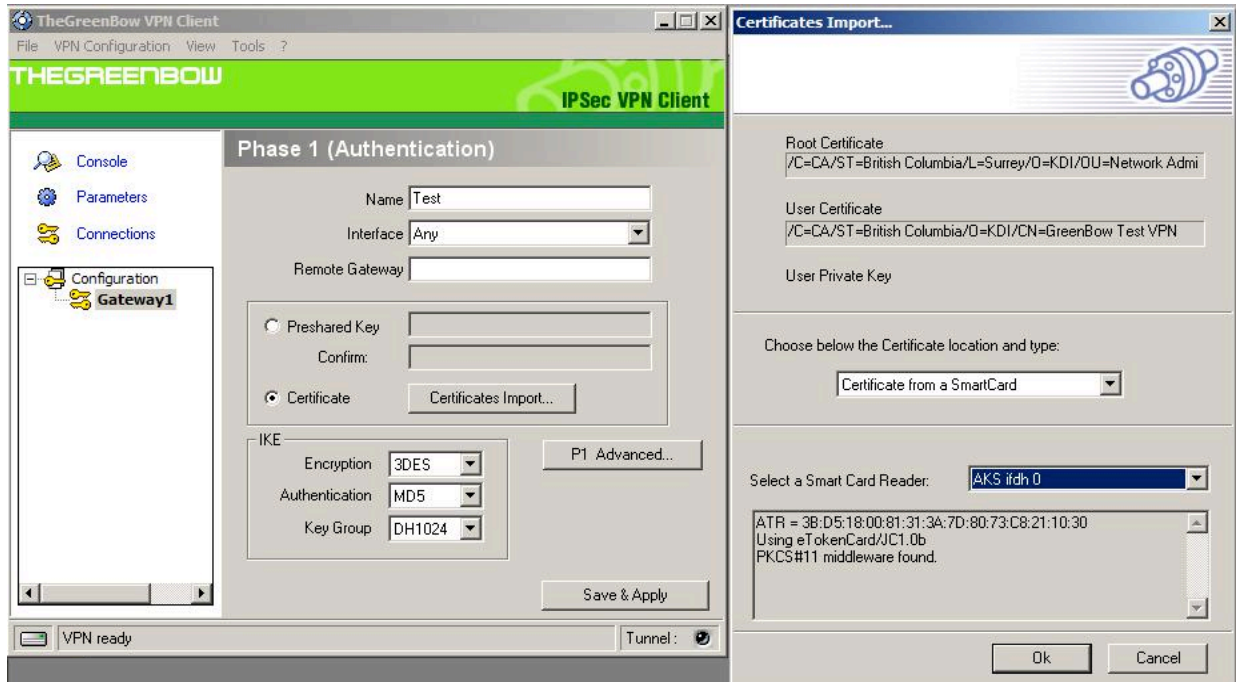 TheGreenBow VPN Client
File VPN Configuration View Tools ?
THEGREENBOW
IPSec VPN Client
Console
Parameters
Connections
Configuration
Gateway1
Phase 1 (Authentication)
Name Test
Interface Any
Remote Gateway
Preshared Key
Confirm:
Certificate Certificates Import...
IKE
Encryption 3DES
Authentication MD5
Key Group DH1024
P1 Advanced...
Save & Apply
VPN ready
Tunnel:
Certificates Import...
Root Certificate
/C=CA/ST=British Columbia/L=Surrey/O=KDI/OU=Network Admi
User Certificate
/C=CA/ST=British Columbia/O=KDI/CN=GreenBow Test VPN
User Private Key
Choose below the Certificate location and type:
Certificate from a SmartCard
Select a Smart Card Reader: AKS ifdh 0
ATR = 3B:D5:18:00:81:31:3A:7D:80:73:C8:21:10:30
Using eTokenCard/JC1.0b
PKCS#11 middleware found.
Ok Cancel